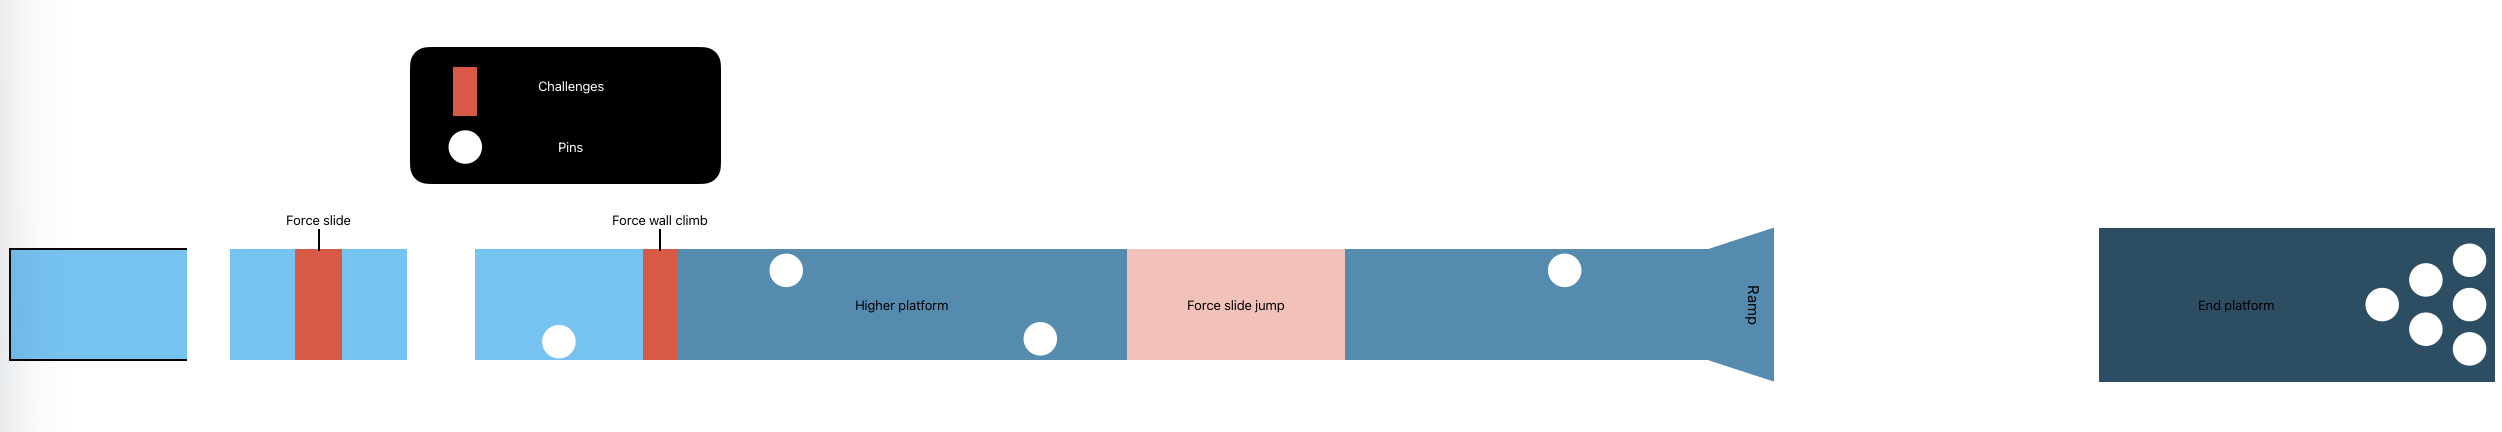 Challenges
Pins
Force slide
Force wall climb
Higher platform
Force slide jump
Ramp
End platform